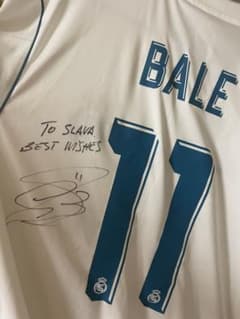 BALE
TO SLAVA
BEST WISHES
11